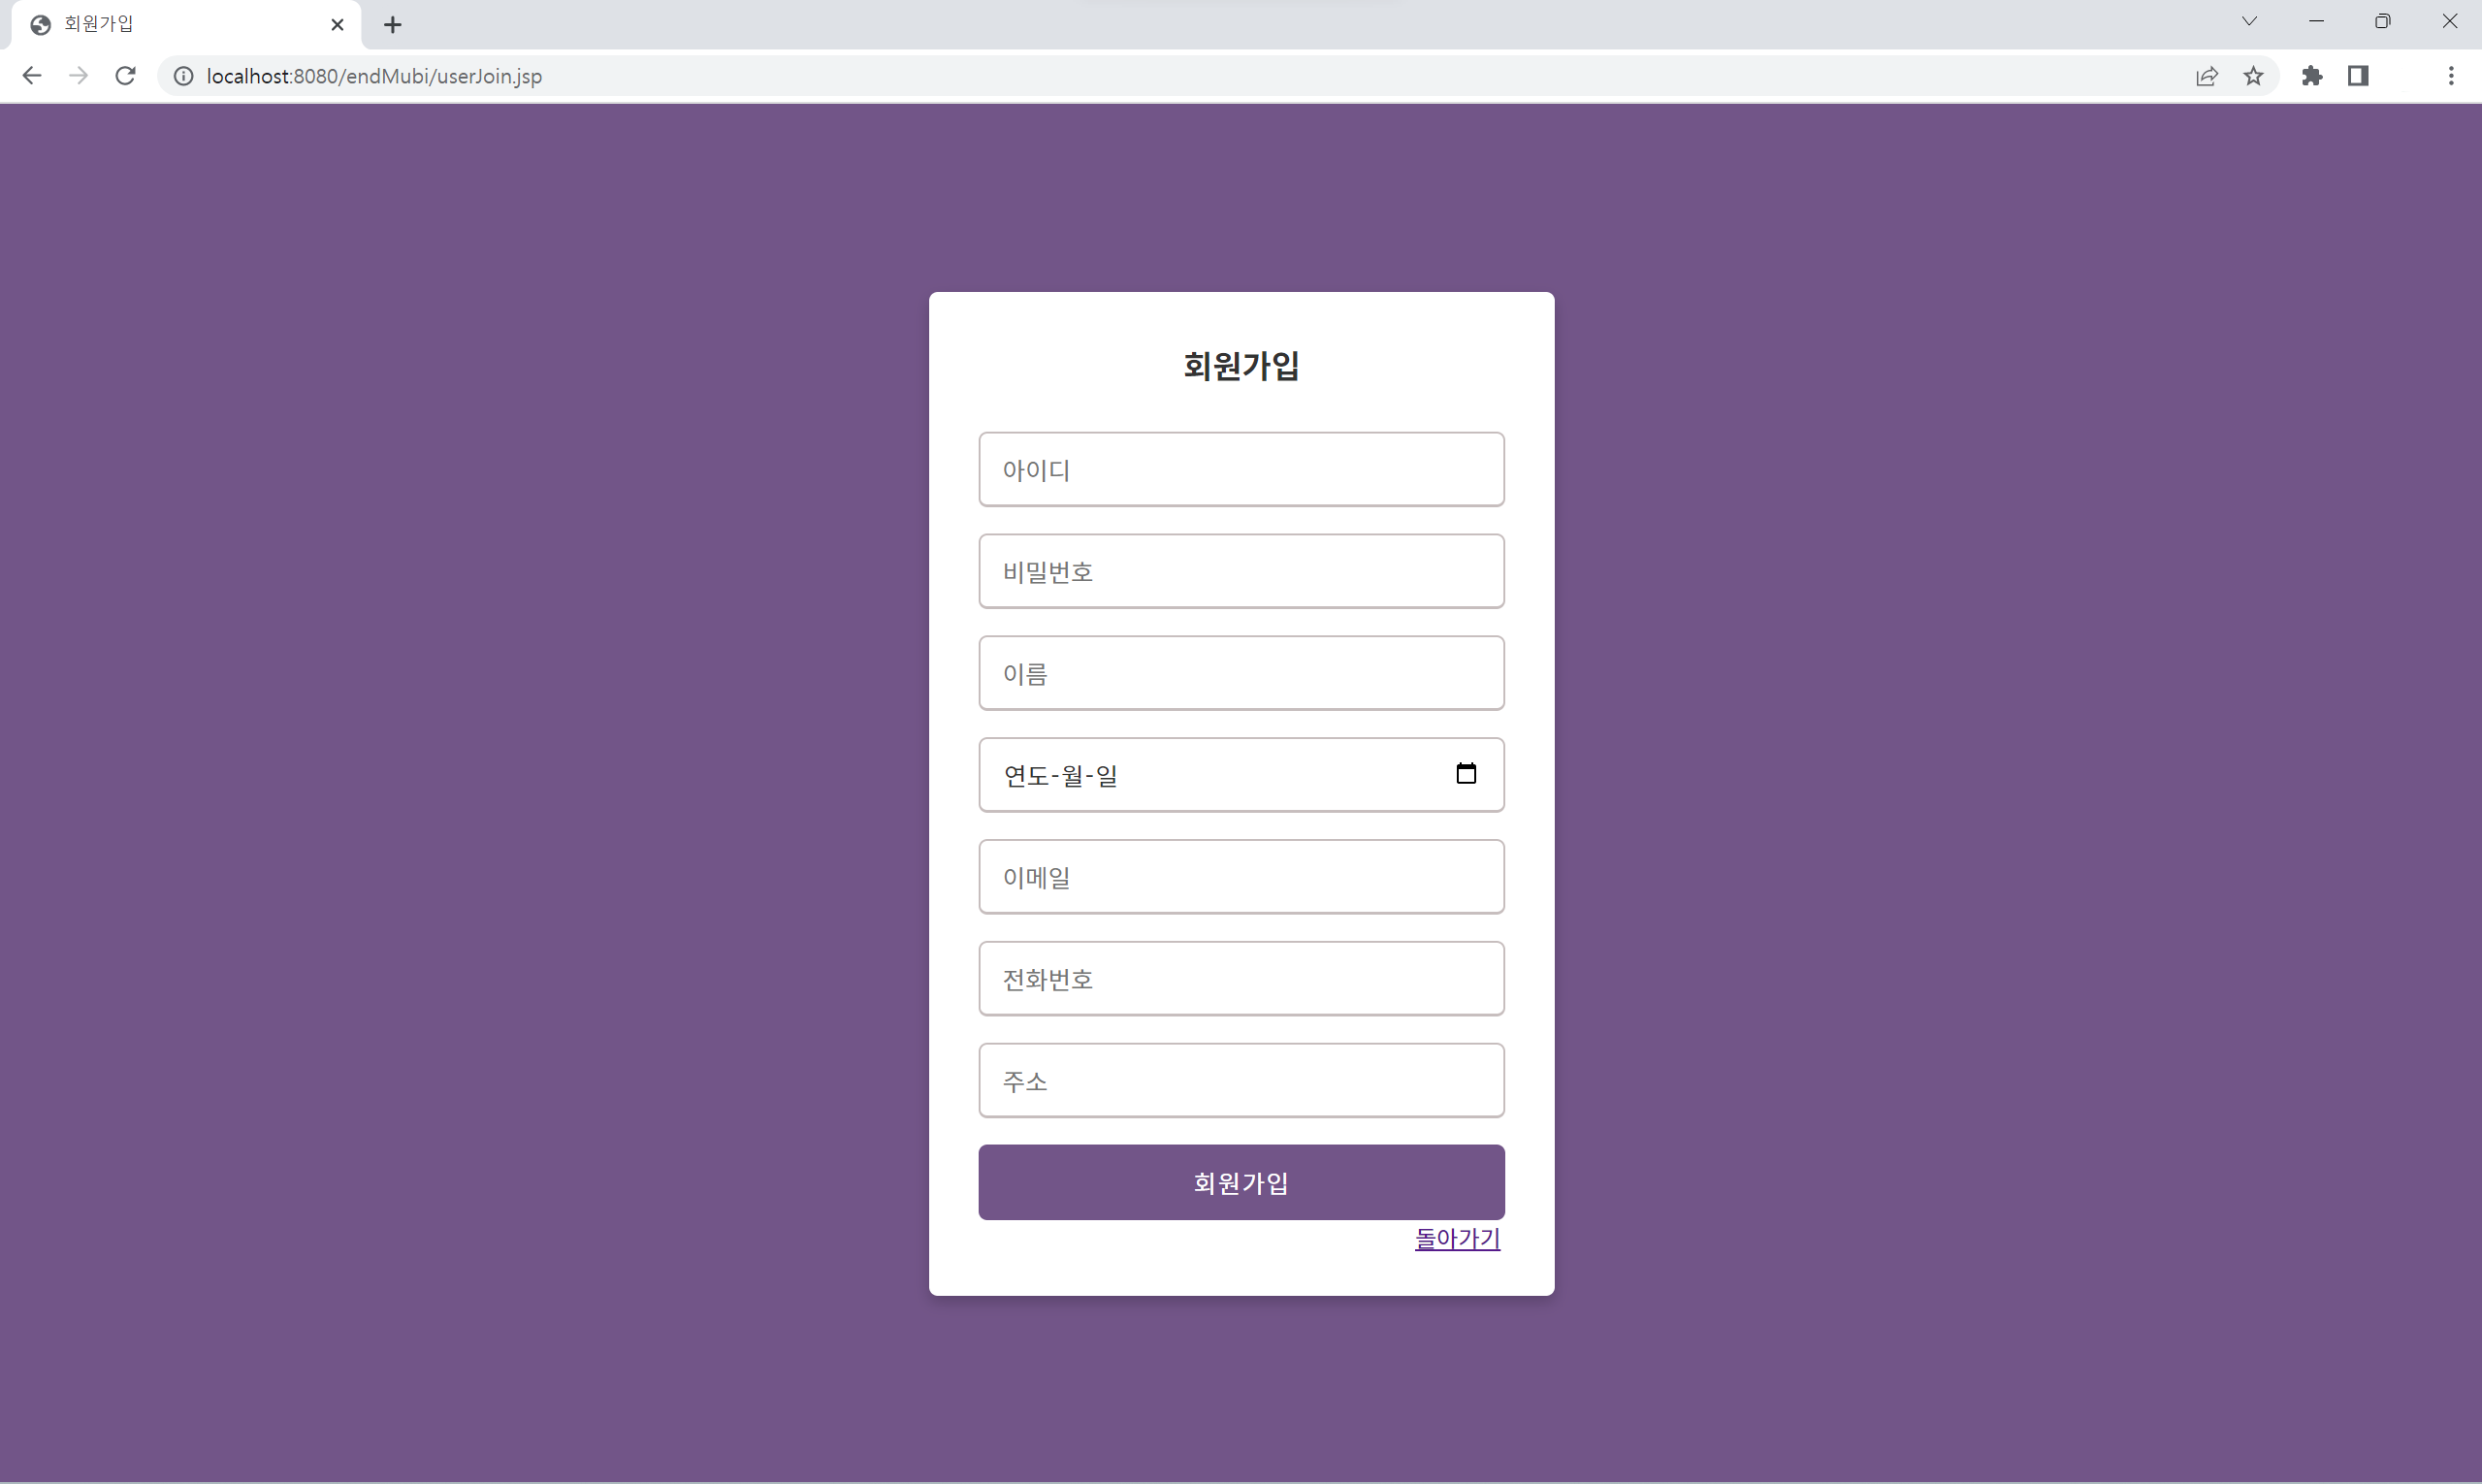 회원가입
localhost:8080/endMubi/userJoin.jsp
회원가입
아이디
비밀번호
이름
연도-월-일
이메일
전화번호
주소
회원가입
돌아가기